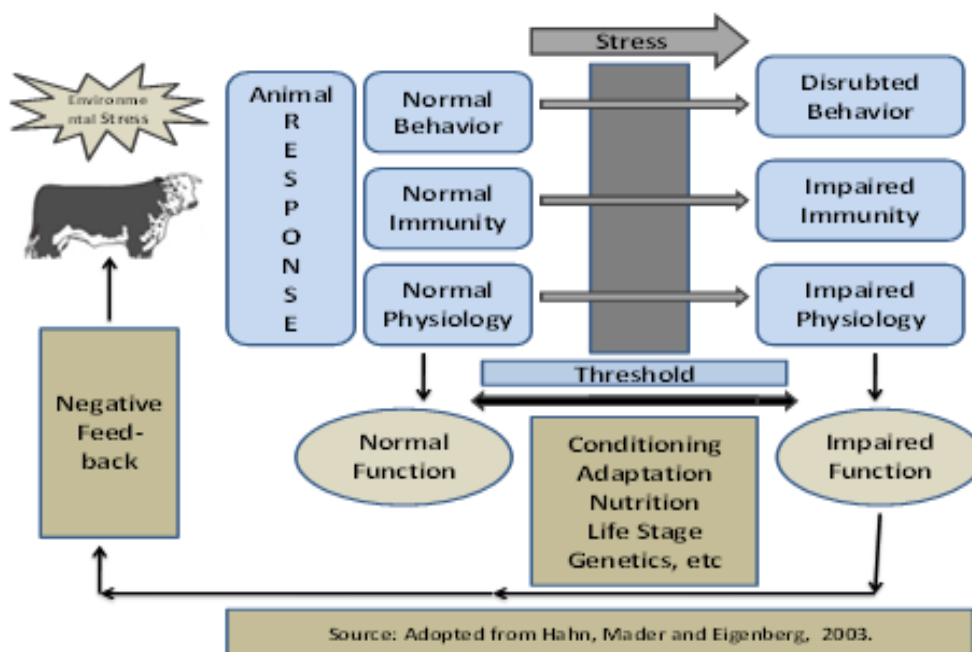 Stress
Environme
ntal Stress
Animal
R
E
S
P
O
N
S
E
Normal
Behavior
Disrubted
Behavior
Normal
Immunity
Impaired
Immunity
Normal
Physiology
Impaired
Physiology
Threshold
Negative
Feed-
back
Normal
Function
Conditioning
Adaptation
Nutrition
Life Stage
Genetics, etc
Impaired
Function
Source: Adopted from Hahn, Mader and Eigenberg, 2003.